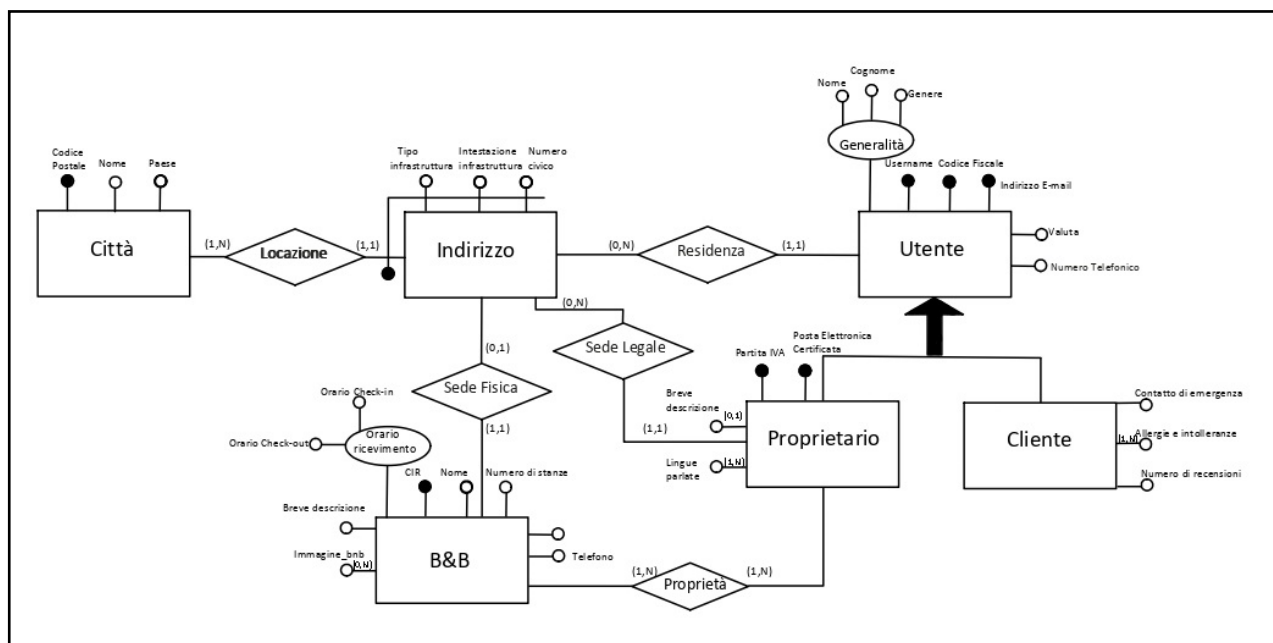 Cognome
Nome
Genere
Generalità
Codice
Postale
Nome
Paese
Tipo
infrastruttura
Intestazione
infrastruttura
Numero
civico
Username
Codice Fiscale
Indirizzo E-mail
Città
(1,N)
Locazione
(1,1)
Indirizzo
(0,N)
Residenza
(1,1)
Utente
Valuta
Numero Telefonico
(0,N)
Sede Legale
(0,1)
Sede Fisica
(1,1)
(1,1)
Partita IVA
Posta Elettronica
Certificata
Breve
descrizione
(0,1)
Proprietario
Lingue
parlate
(1,N)
Contatto di emergenza
Cliente
Allergie e intolleranze
(1,N)
Numero di recensioni
Orario Check-in
Orario Check-out
Orario
ricevimento
CIR
Nome
Numero di stanze
Breve descrizione
Immagine_bnb
(0,N)
B&B
Telefono
(1,N)
Proprietà
(1,N)